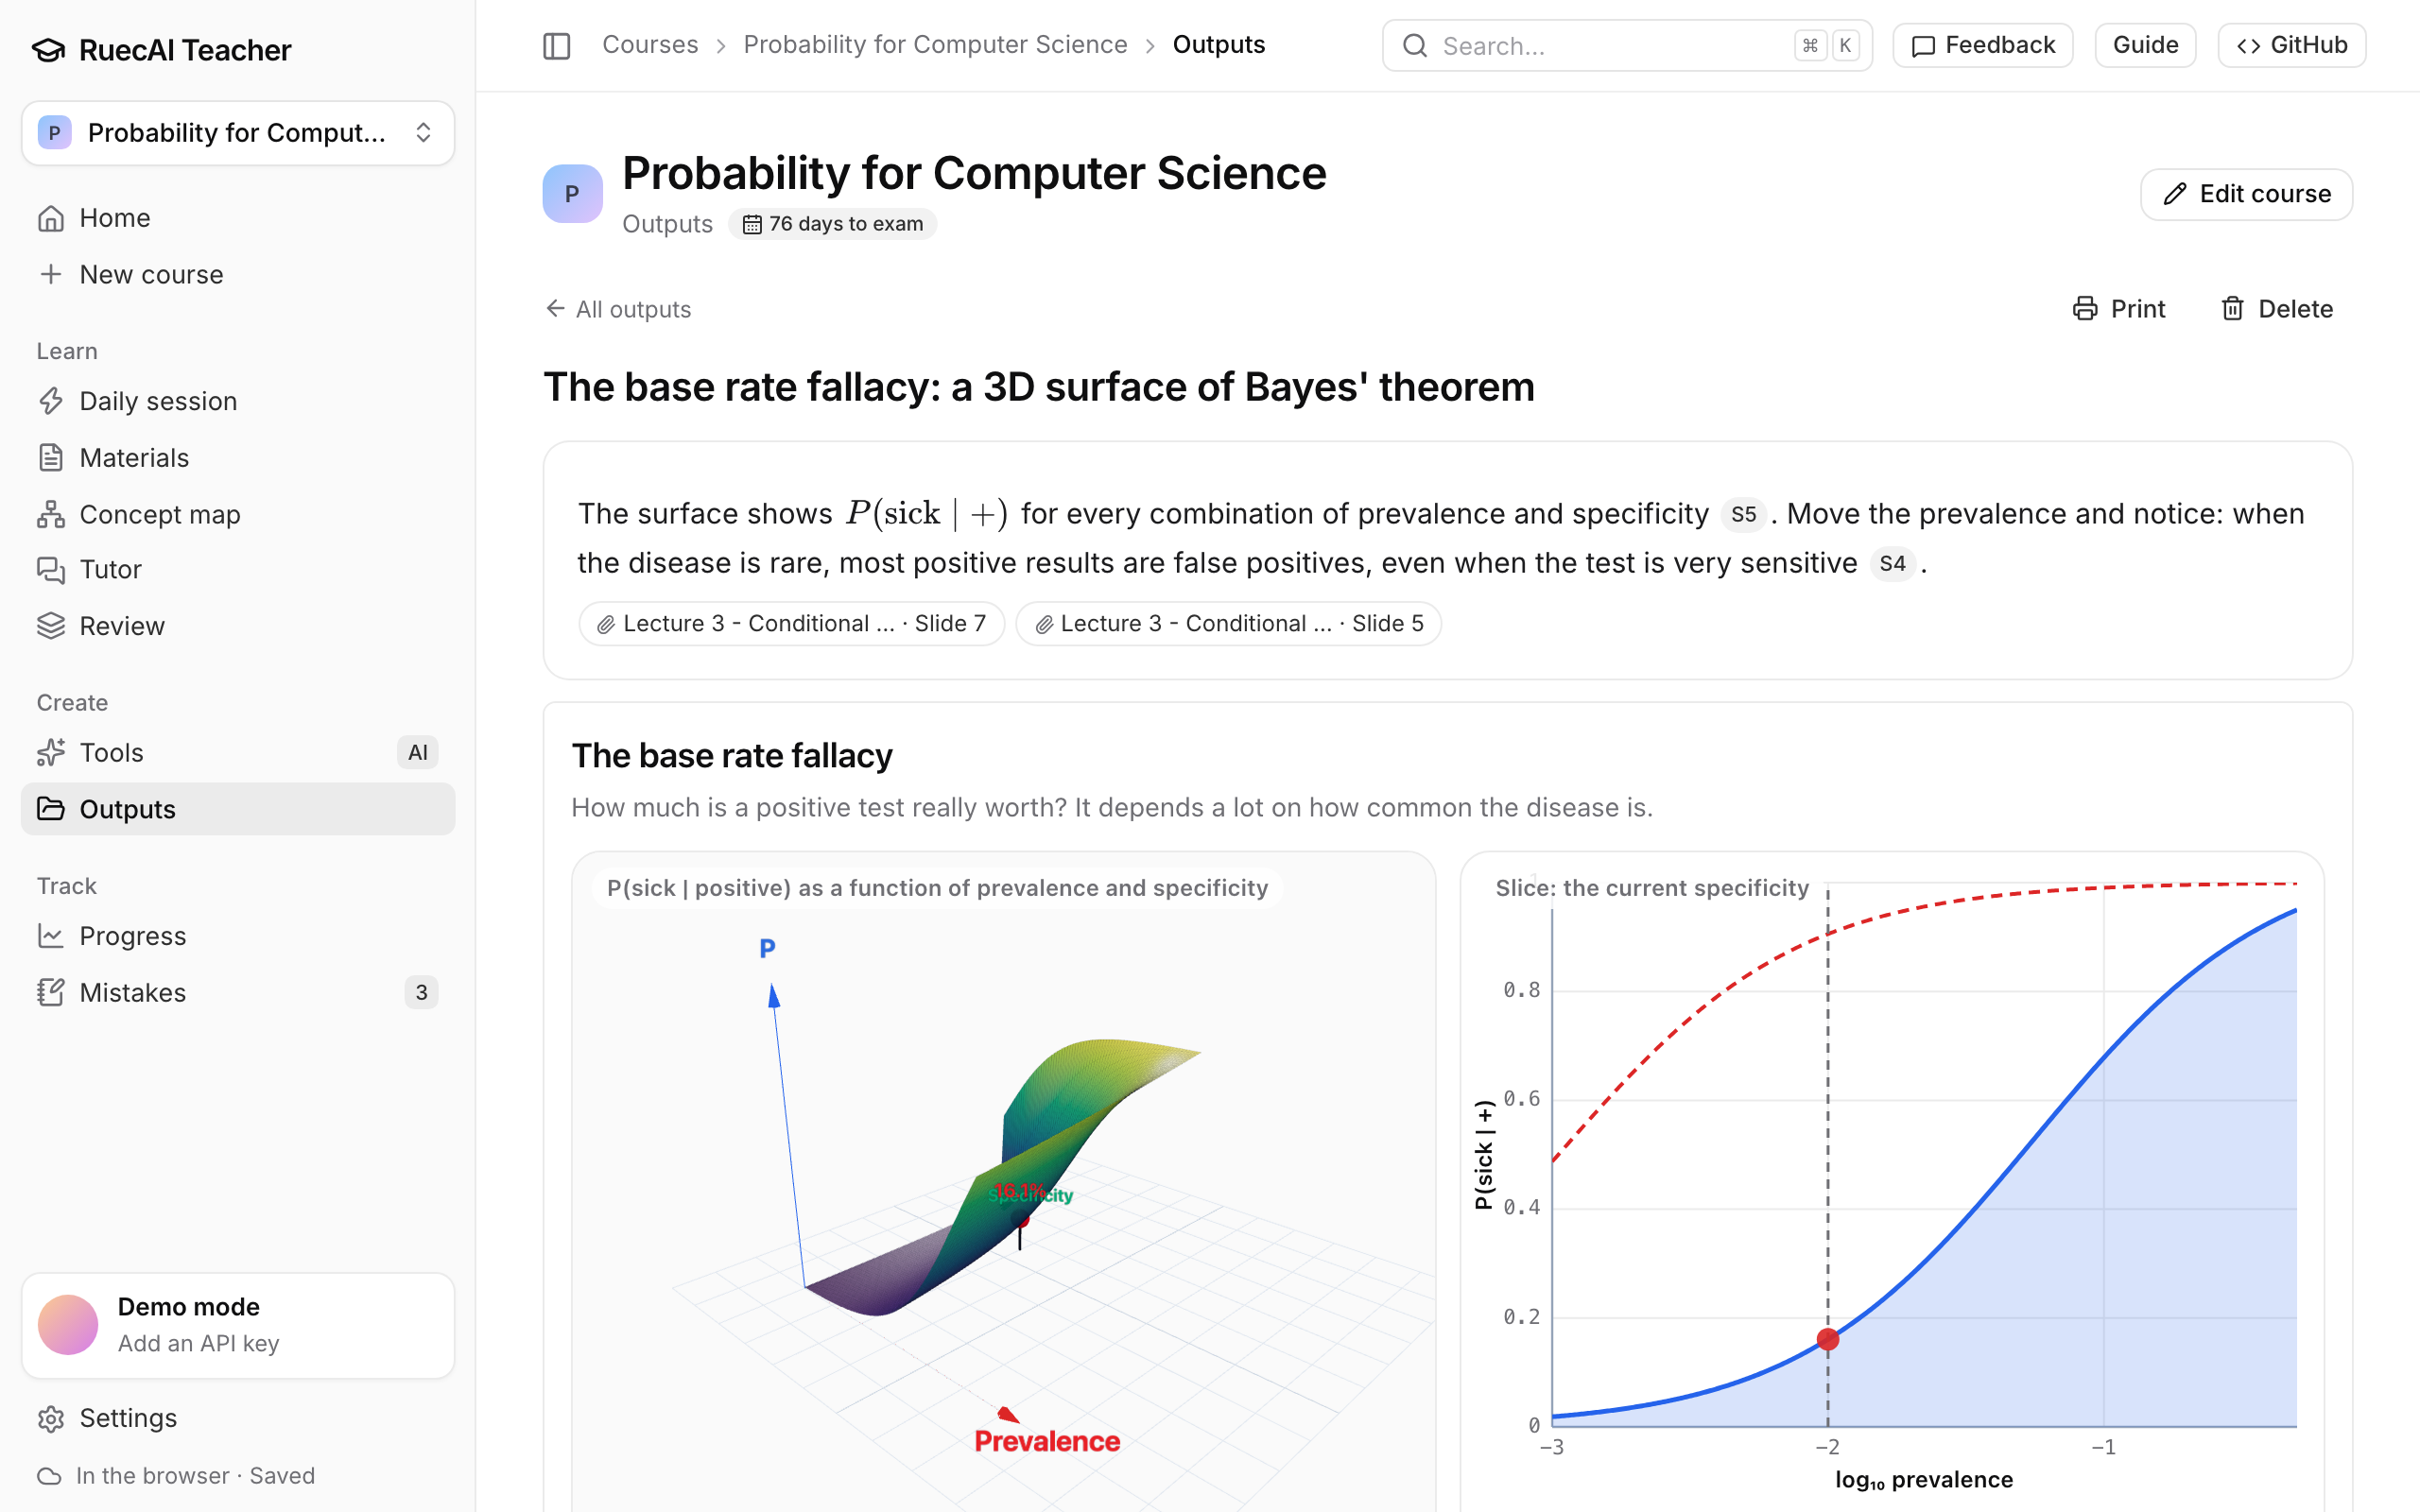 RuecAI Teacher
P Probability for Comput...
Home
New course
Learn
Daily session
Materials
Concept map
Tutor
Review
Create
Tools AI
Outputs
Track
Progress
Mistakes 3
Demo mode
Add an API key
Settings
In the browser · Saved
Courses > Probability for Computer Science > Outputs
Search... ⌘ K
Feedback
Guide
<> GitHub
P
Probability for Computer Science
Outputs 76 days to exam
Edit course
← All outputs
Print
Delete
The base rate fallacy: a 3D surface of Bayes' theorem
The surface shows P(sick | +) for every combination of prevalence and specificity S5 . Move the prevalence and notice: when
the disease is rare, most positive results are false positives, even when the test is very sensitive S4 .
Lecture 3 - Conditional ... · Slide 7
Lecture 3 - Conditional ... · Slide 5
The base rate fallacy
How much is a positive test really worth? It depends a lot on how common the disease is.
P(sick | positive) as a function of prevalence and specificity
P
16.1%
Specificity
Prevalence
Slice: the current specificity
1
0.8
0.6
0.4
0.2
0
P(sick | +)
−3 −2 −1
log₁₀ prevalence